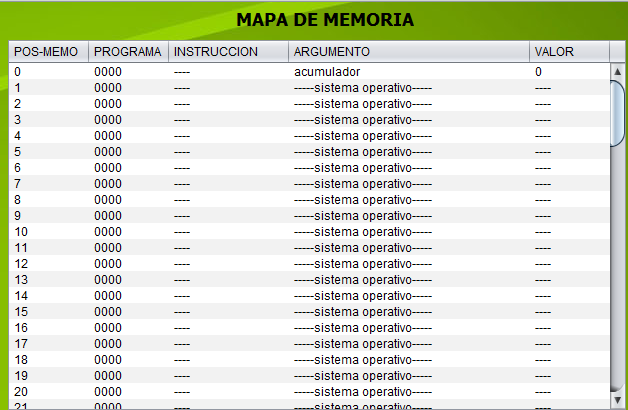 MAPA DE MEMORIA
POS-MEMO PROGRAMA INSTRUCCION ARGUMENTO VALOR
0 0000 ---- acumulador 0
1 0000 ---- -----sistema operativo----- ----
2 0000 ---- -----sistema operativo----- ----
3 0000 ---- -----sistema operativo----- ----
4 0000 ---- -----sistema operativo----- ----
5 0000 ---- -----sistema operativo----- ----
6 0000 ---- -----sistema operativo----- ----
7 0000 ---- -----sistema operativo----- ----
8 0000 ---- -----sistema operativo----- ----
9 0000 ---- -----sistema operativo----- ----
10 0000 ---- -----sistema operativo----- ----
11 0000 ---- -----sistema operativo----- ----
12 0000 ---- -----sistema operativo----- ----
13 0000 ---- -----sistema operativo----- ----
14 0000 ---- -----sistema operativo----- ----
15 0000 ---- -----sistema operativo----- ----
16 0000 ---- -----sistema operativo----- ----
17 0000 ---- -----sistema operativo----- ----
18 0000 ---- -----sistema operativo----- ----
19 0000 ---- -----sistema operativo----- ----
20 0000 ---- -----sistema operativo----- ----
21 0000 ---- -----sistema operativo----- ----